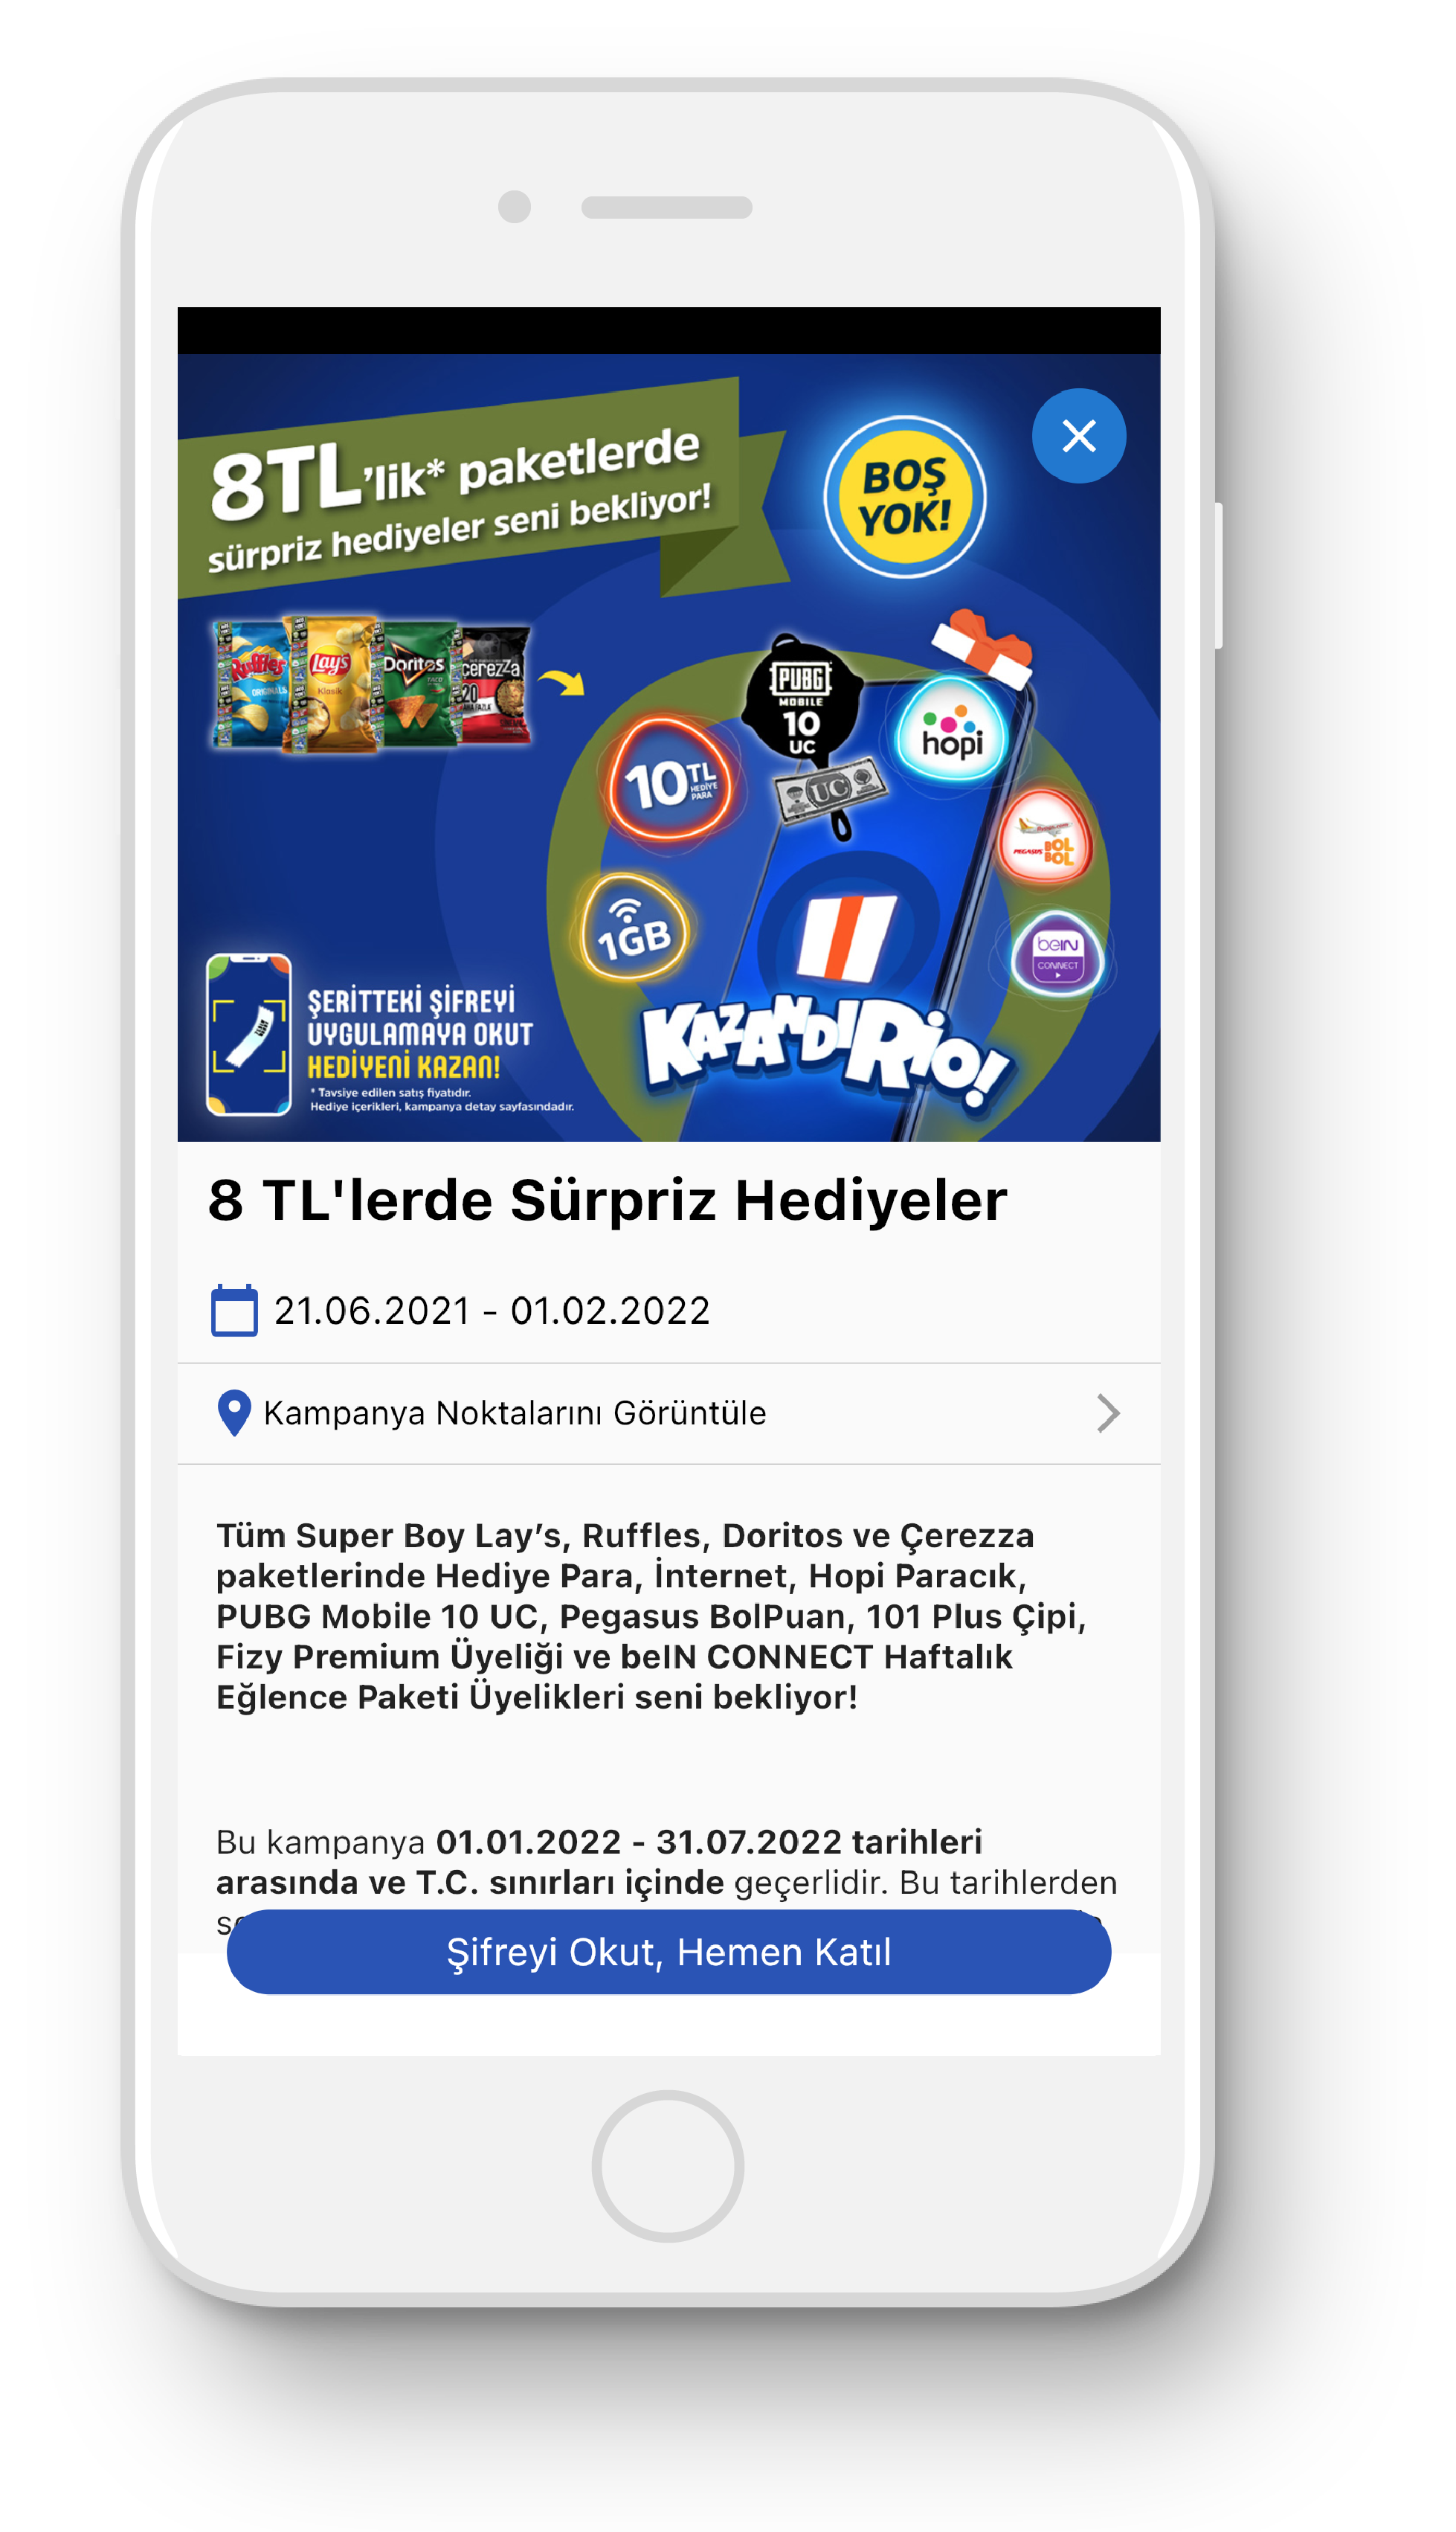 8TL'lik* paketlerde
sürpriz hediyeler seni bekliyor!
BOŞ
YOK!
Ruffles
ORIGINALS
Lay's
Klasik
Doritos
TACO
çerezza
PUBG
MOBILE
10
UC
UC
hopi
10 TL
HEDİYE
PARA
PEGASUS BOL
BOL
1GB
beIN
CONNECT
KAZANDIRIO!
ŞERİTTEKİ ŞİFREYİ
UYGULAMAYA OKUT
HEDİYENİ KAZAN!
* Tavsiye edilen satış fiyatıdır.
Hediye içerikleri, kampanya detay sayfasındadır.
8 TL'lerde Sürpriz Hediyeler
21.06.2021 - 01.02.2022
Kampanya Noktalarını Görüntüle
Tüm Super Boy Lay’s, Ruffles, Doritos ve Çerezza
paketlerinde Hediye Para, İnternet, Hopi Paracık,
PUBG Mobile 10 UC, Pegasus BolPuan, 101 Plus Çipi,
Fizy Premium Üyeliği ve beIN CONNECT Haftalık
Eğlence Paketi Üyelikleri seni bekliyor!
Bu kampanya 01.01.2022 - 31.07.2022 tarihleri
arasında ve T.C. sınırları içinde geçerlidir. Bu tarihlerden
Şifreyi Okut, Hemen Katıl